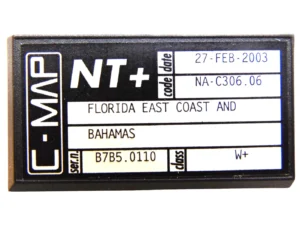 C-MAP
NT+
date 27-FEB-2003
code NA-C306.06
FLORIDA EAST COAST AND
BAHAMAS
ser.n. B7B5.0110 class W+